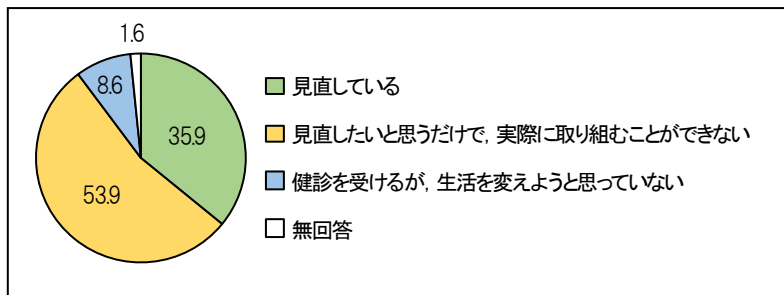 1.6
8.6
35.9
53.9
見直している
見直したいと思うだけで,実際に取り組むことができない
健診を受けるが,生活を変えようと思っていない
無回答